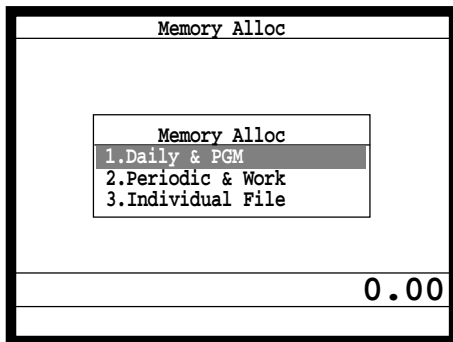 Memory Alloc
Memory Alloc
1.Daily & PGM
2.Periodic & Work
3.Individual File
0.00